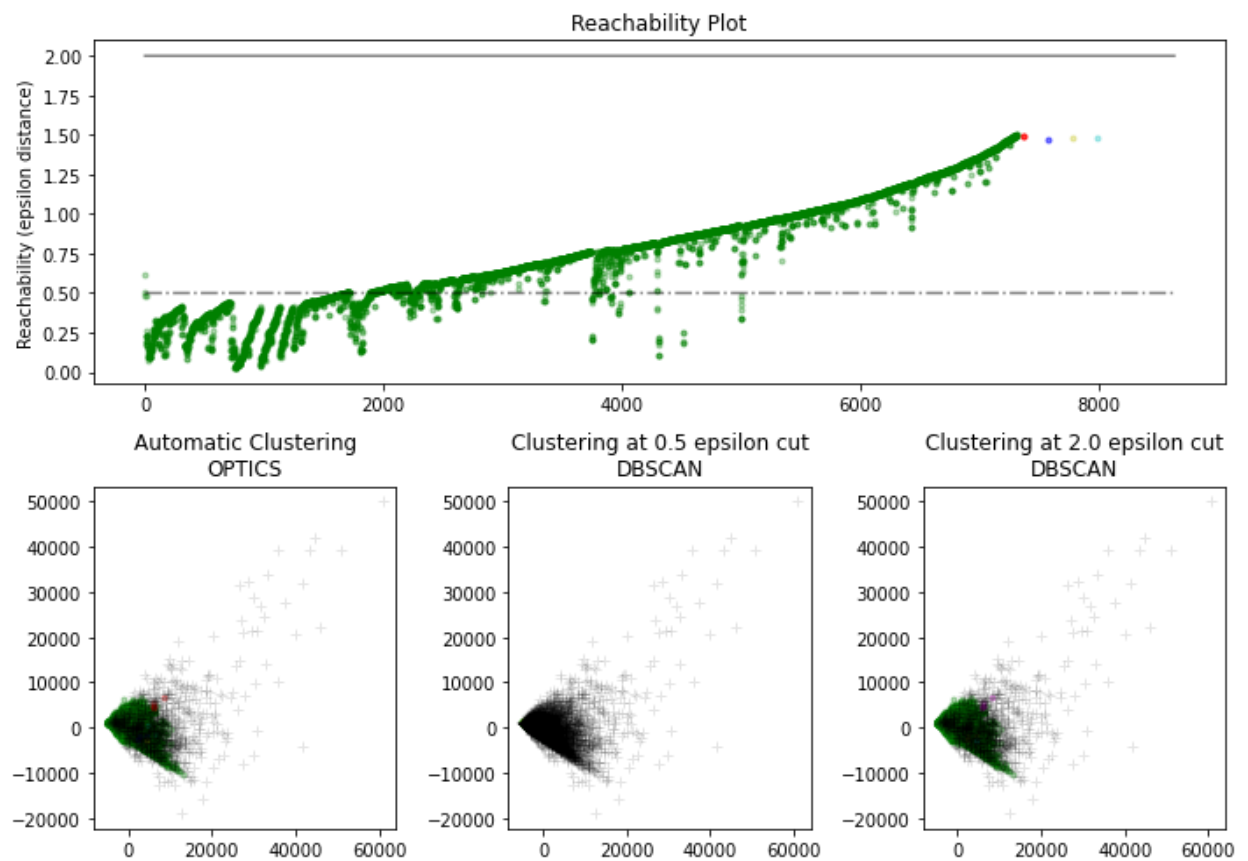 Reachability Plot
Reachability (epsilon distance)
2.00
1.75
1.50
1.25
1.00
0.75
0.50
0.25
0.00
0 2000 4000 6000 8000
Automatic Clustering
OPTICS
50000
40000
30000
20000
10000
0
−10000
−20000
0 20000 40000 60000
Clustering at 0.5 epsilon cut
DBSCAN
50000
40000
30000
20000
10000
0
−10000
−20000
0 20000 40000 60000
Clustering at 2.0 epsilon cut
DBSCAN
50000
40000
30000
20000
10000
0
−10000
−20000
0 20000 40000 60000